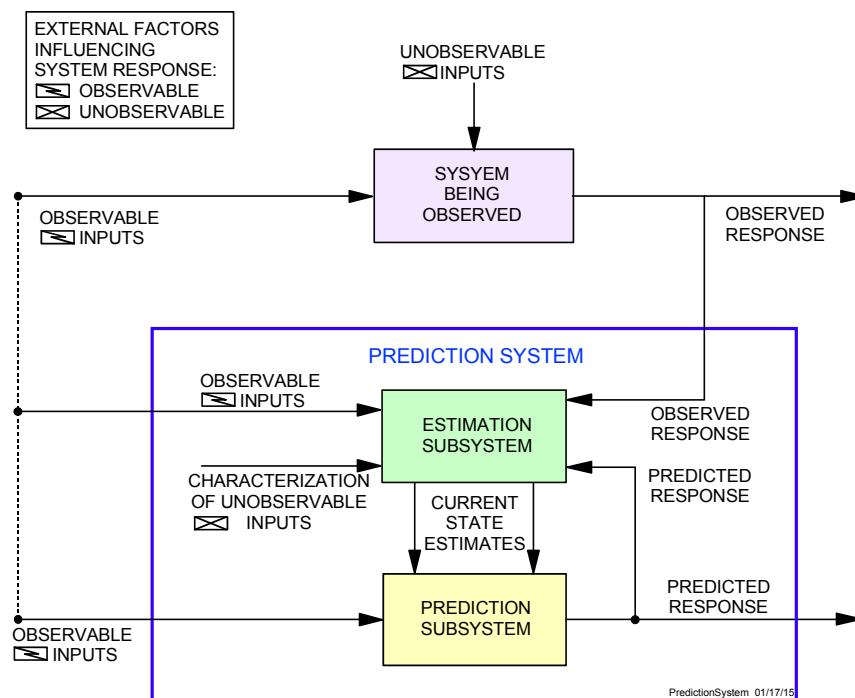 EXTERNAL FACTORS
INFLUENCING
SYSTEM RESPONSE:
OBSERVABLE
UNOBSERVABLE
UNOBSERVABLE
INPUTS
SYSYEM
BEING
OBSERVED
OBSERVABLE
INPUTS
OBSERVED
RESPONSE
PREDICTION SYSTEM
OBSERVABLE
INPUTS
ESTIMATION
SUBSYSTEM
OBSERVED
RESPONSE
CHARACTERIZATION
OF UNOBSERVABLE
INPUTS
PREDICTED
RESPONSE
CURRENT
STATE
ESTIMATES
PREDICTION
SUBSYSTEM
PREDICTED
RESPONSE
OBSERVABLE
INPUTS
PredictionSystem 01/17/15